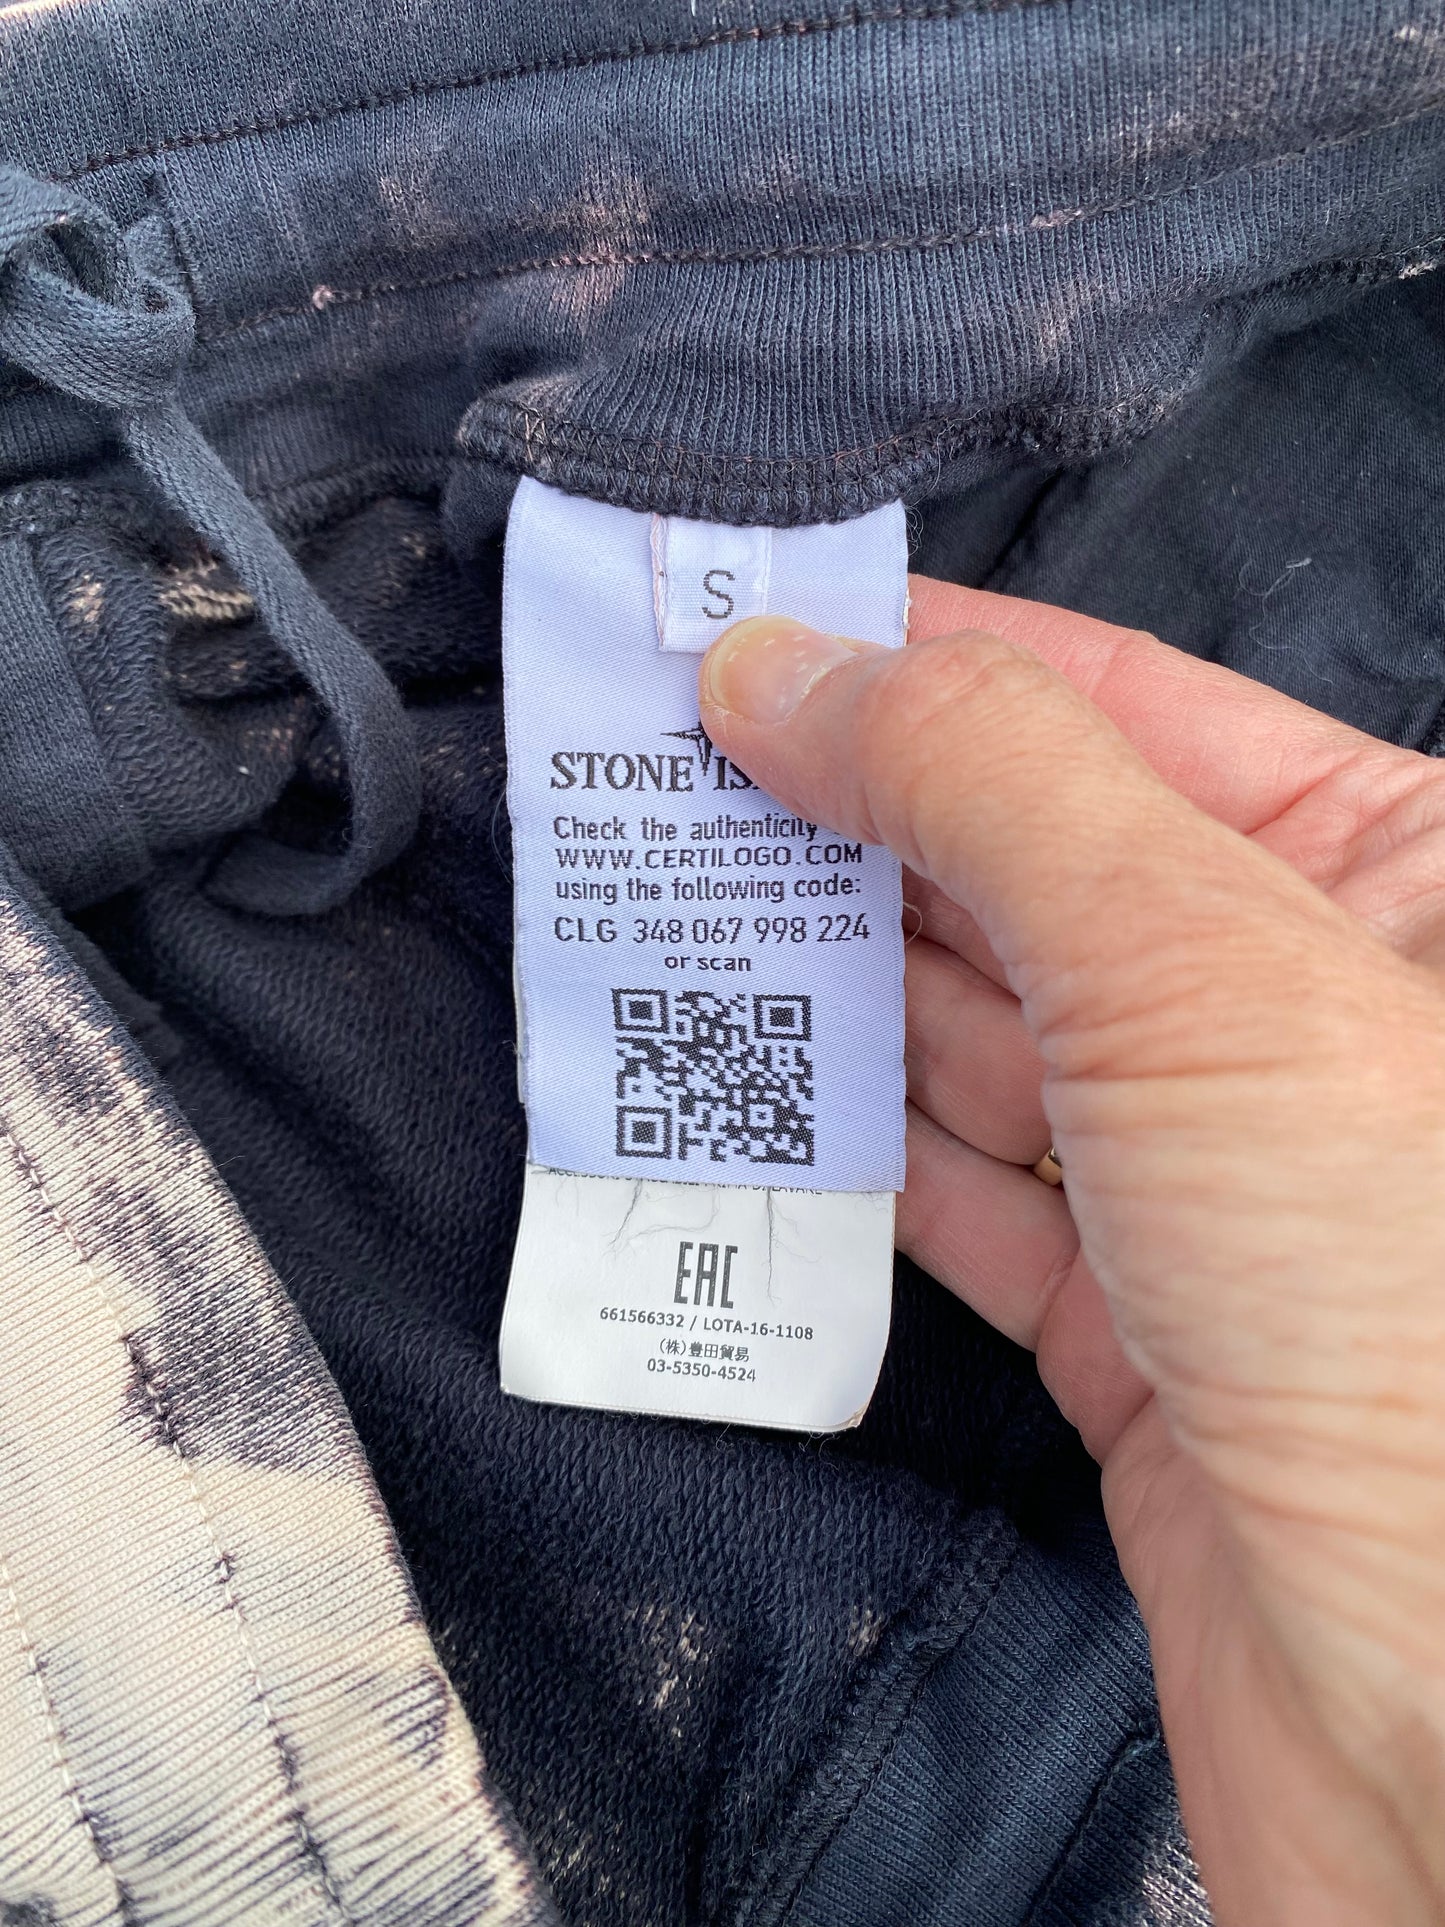 S
STONE
Check the authenticity
WWW.CERTILOGO.COM
using the following code:
CLG 348 067 998 224
or scan
EAC
661566332 / LOTA-16-1108
(株)豊田貿易
03-5350-4524